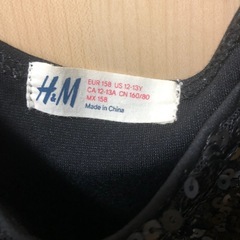 H&M
EUR 158 US 12-13Y
CA 12-13A CN 160/80
MX 158
Made in China